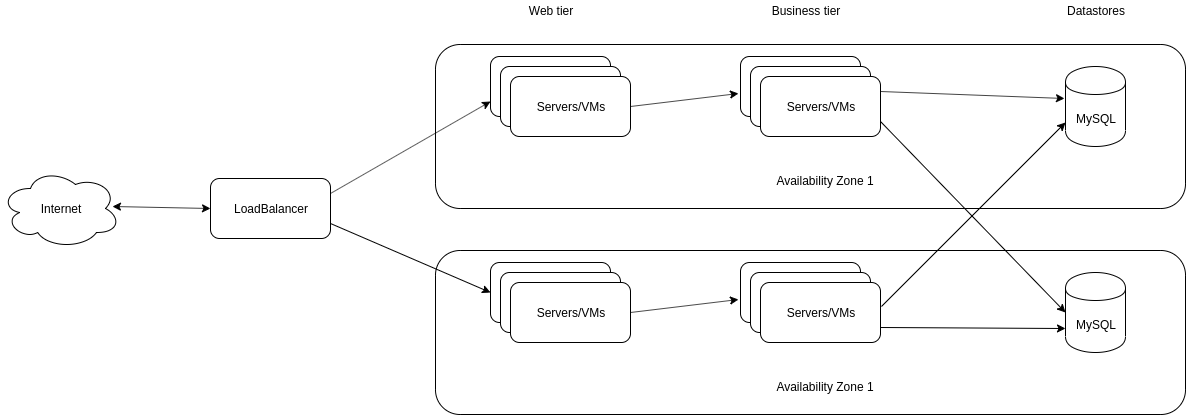 Web tier
Business tier
Datastores
Servers/VMs
Servers/VMs
MySQL
Availability Zone 1
Internet
LoadBalancer
Servers/VMs
Servers/VMs
MySQL
Availability Zone 1